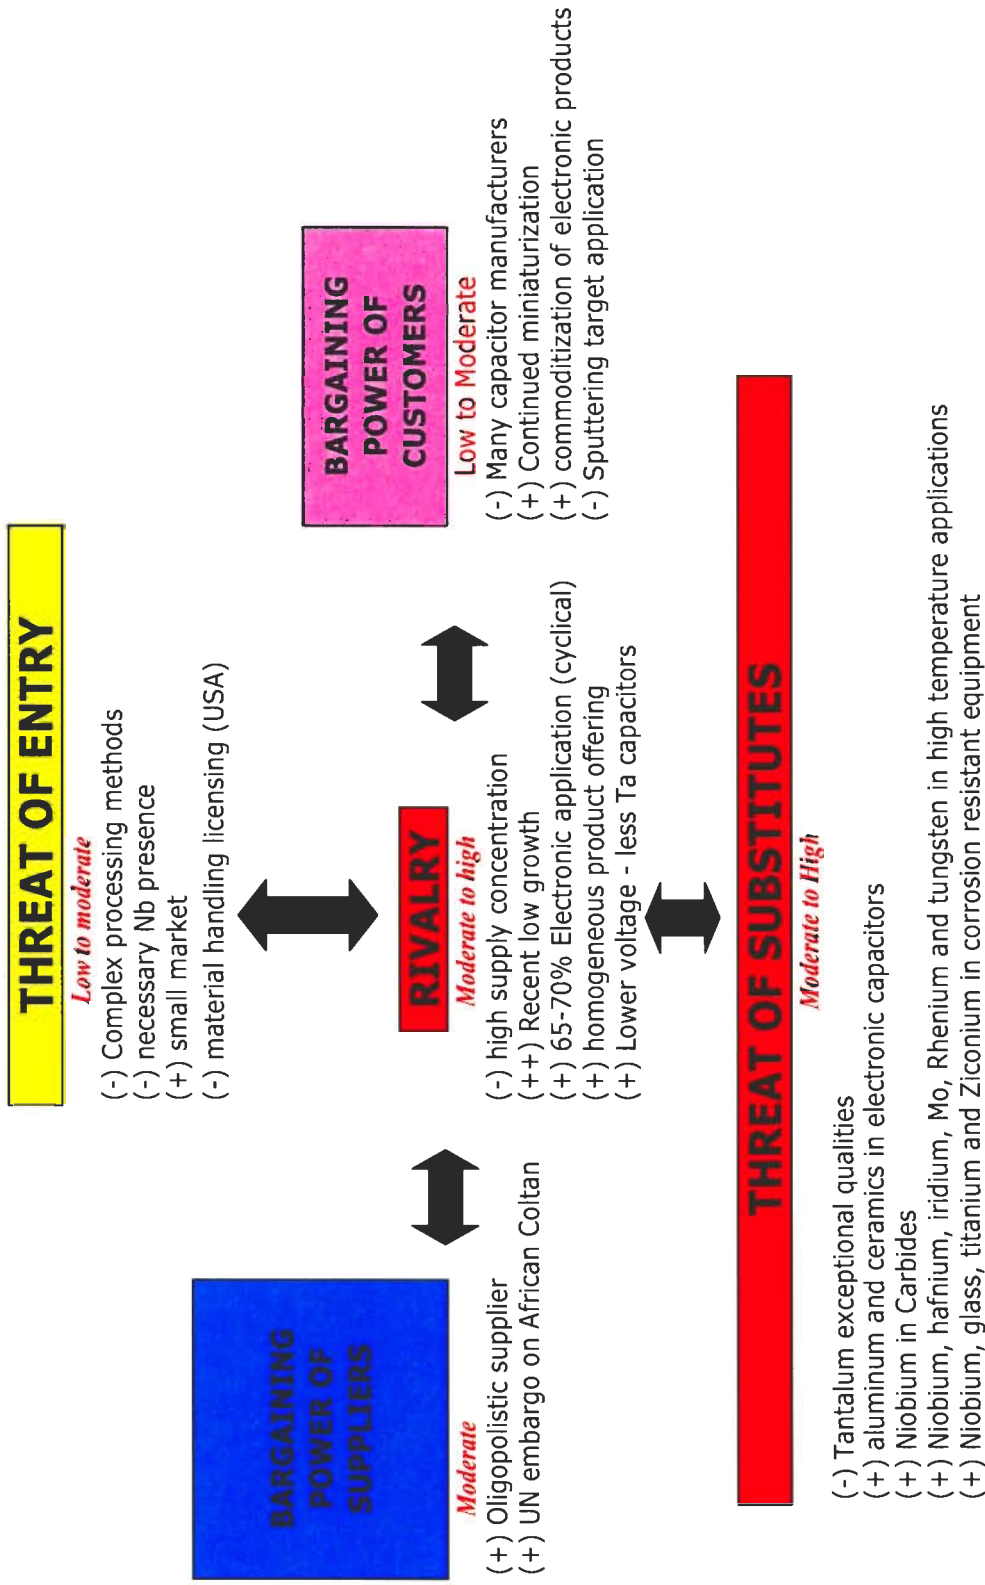 THREAT OF ENTRY
Low to moderate
(-) Complex processing methods
(-) necessary Nb presence
(+) small market
(-) material handling licensing (USA)
BARGAINING
POWER OF
SUPPLIERS
Moderate
(+) Oligopolistic supplier
(+) UN embargo on African Coltan
RIVALRY
Moderate to high
(-) high supply concentration
(++) Recent low growth
(+) 65-70% Electronic application (cyclical)
(+) homogeneous product offering
(+) Lower voltage - less Ta capacitors
BARGAINING
POWER OF
CUSTOMERS
Low to Moderate
(-) Many capacitor manufacturers
(+) Continued miniaturization
(+) commoditization of electronic products
(-) Sputtering target application
THREAT OF SUBSTITUTES
Moderate to High
(-) Tantalum exceptional qualities
(+) aluminum and ceramics in electronic capacitors
(+) Niobium in Carbides
(+) Niobium, hafnium, iridium, Mo, Rhenium and tungsten in high temperature applications
(+) Niobium, glass, titanium and Ziconium in corrosion resistant equipment